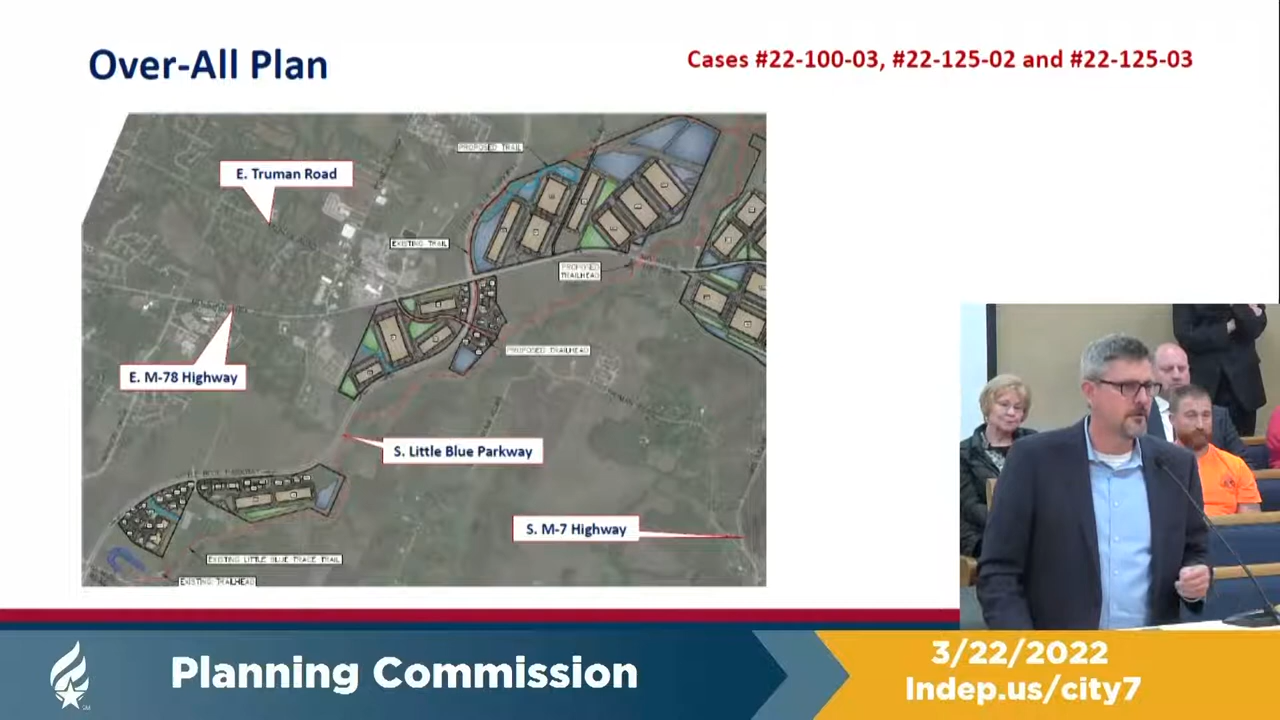 Over-All Plan
Cases #22-100-03, #22-125-02 and #22-125-03
PROPOSED TRAIL
E. Truman Road
EXISTING TRAIL
PROPOSED
TRAILHEAD
PROPOSED TRAILHEAD
E. M-78 Highway
S. Little Blue Parkway
S. M-7 Highway
EXISTING LITTLE BLUE TRACE TRAIL
EXISTING TRAILHEAD
Planning Commission
3/22/2022
Indep.us/city7